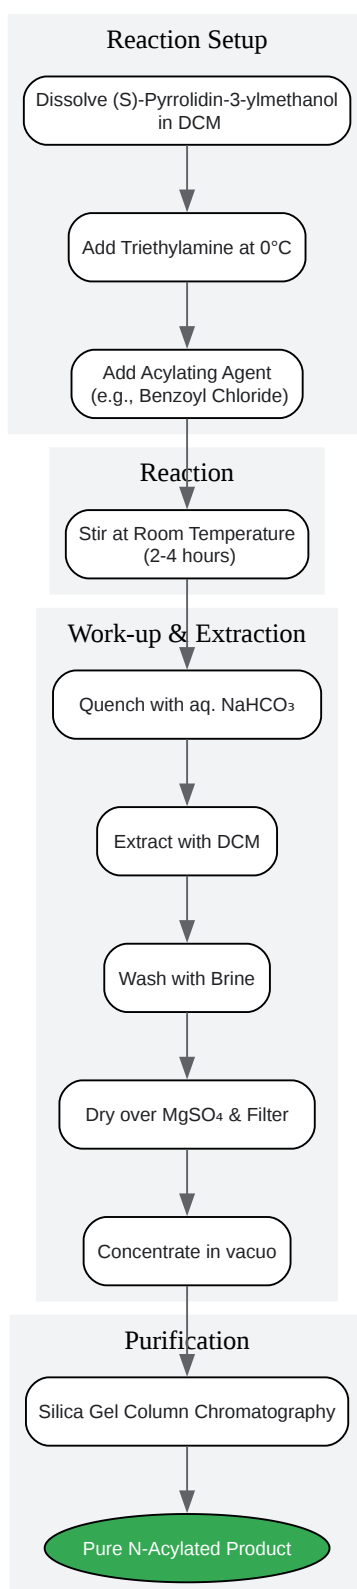 Reaction Setup
Dissolve (S)-Pyrrolidin-3-ylmethanol
in DCM
Add Triethylamine at 0°C
Add Acylating Agent
(e.g., Benzoyl Chloride)
Reaction
Stir at Room Temperature
(2-4 hours)
Work-up & Extraction
Quench with aq. NaHCO₃
Extract with DCM
Wash with Brine
Dry over MgSO₄ & Filter
Concentrate in vacuo
Purification
Silica Gel Column Chromatography
Pure N-Acylated Product